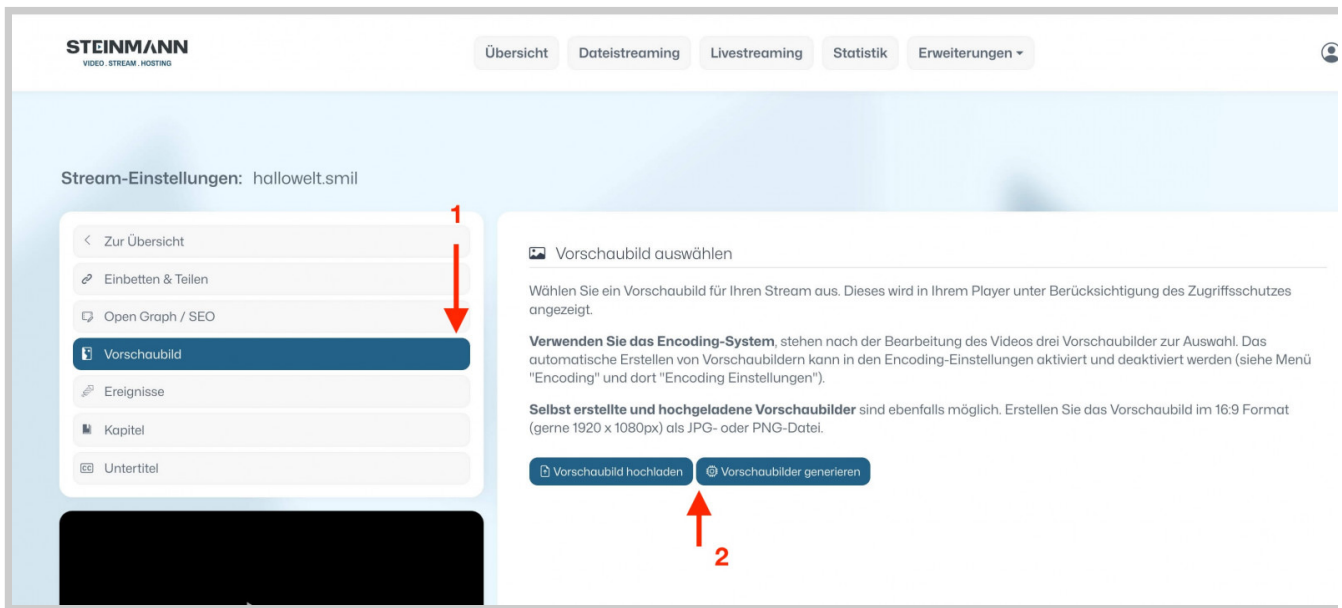 STEINMANN
VIDEO . STREAM . HOSTING
Übersicht
Dateistreaming
Livestreaming
Statistik
Erweiterungen
Stream-Einstellungen: hallowelt.smil
1
Zur Übersicht
Einbetten & Teilen
Open Graph / SEO
Vorschaubild
Ereignisse
Kapitel
CC Untertitel
Vorschaubild auswählen
Wählen Sie ein Vorschaubild für Ihren Stream aus. Dieses wird in Ihrem Player unter Berücksichtigung des Zugriffsschutzes
angezeigt.
Verwenden Sie das Encoding-System, stehen nach der Bearbeitung des Videos drei Vorschaubilder zur Auswahl. Das
automatische Erstellen von Vorschaubildern kann in den Encoding-Einstellungen aktiviert und deaktiviert werden (siehe Menü
"Encoding" und dort "Encoding Einstellungen").
Selbst erstellte und hochgeladene Vorschaubilder sind ebenfalls möglich. Erstellen Sie das Vorschaubild im 16:9 Format
(gerne 1920 x 1080px) als JPG- oder PNG-Datei.
Vorschaubild hochladen
Vorschaubilder generieren
2